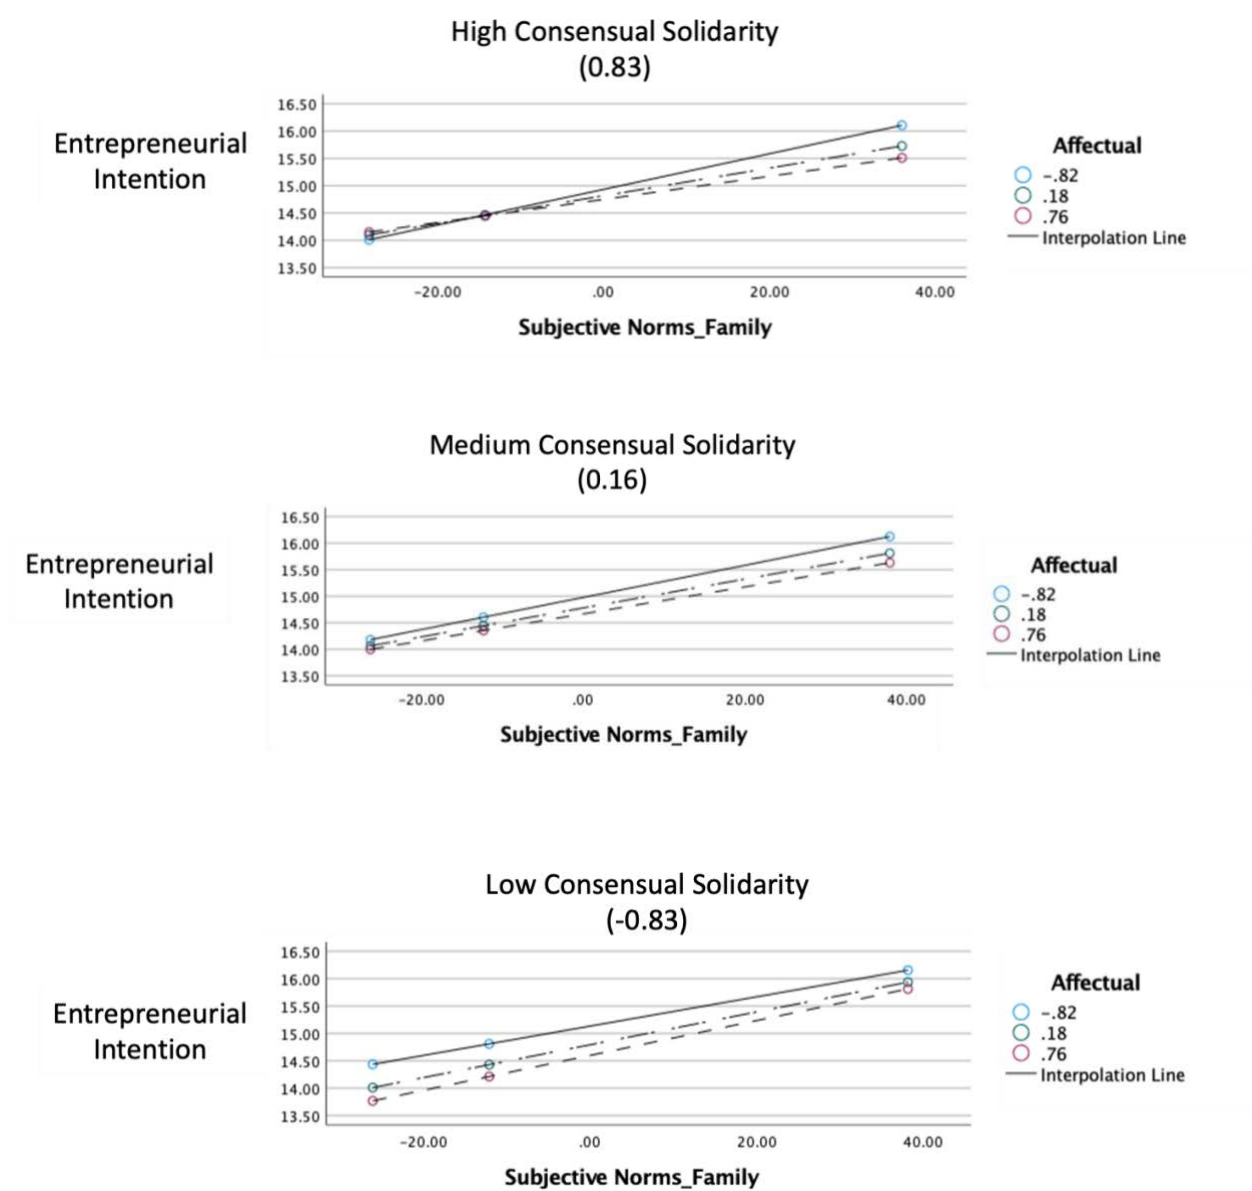 High Consensual Solidarity
(0.83)
Entrepreneurial
Intention
16.50
16.00
15.50
15.00
14.50
14.00
13.50
-20.00 .00 20.00 40.00
Subjective Norms_Family
Affectual
-.82
.18
.76
Interpolation Line
Medium Consensual Solidarity
(0.16)
Entrepreneurial
Intention
16.50
16.00
15.50
15.00
14.50
14.00
13.50
-20.00 .00 20.00 40.00
Subjective Norms_Family
Affectual
-.82
.18
.76
Interpolation Line
Low Consensual Solidarity
(-0.83)
Entrepreneurial
Intention
16.50
16.00
15.50
15.00
14.50
14.00
13.50
-20.00 .00 20.00 40.00
Subjective Norms_Family
Affectual
-.82
.18
.76
Interpolation Line